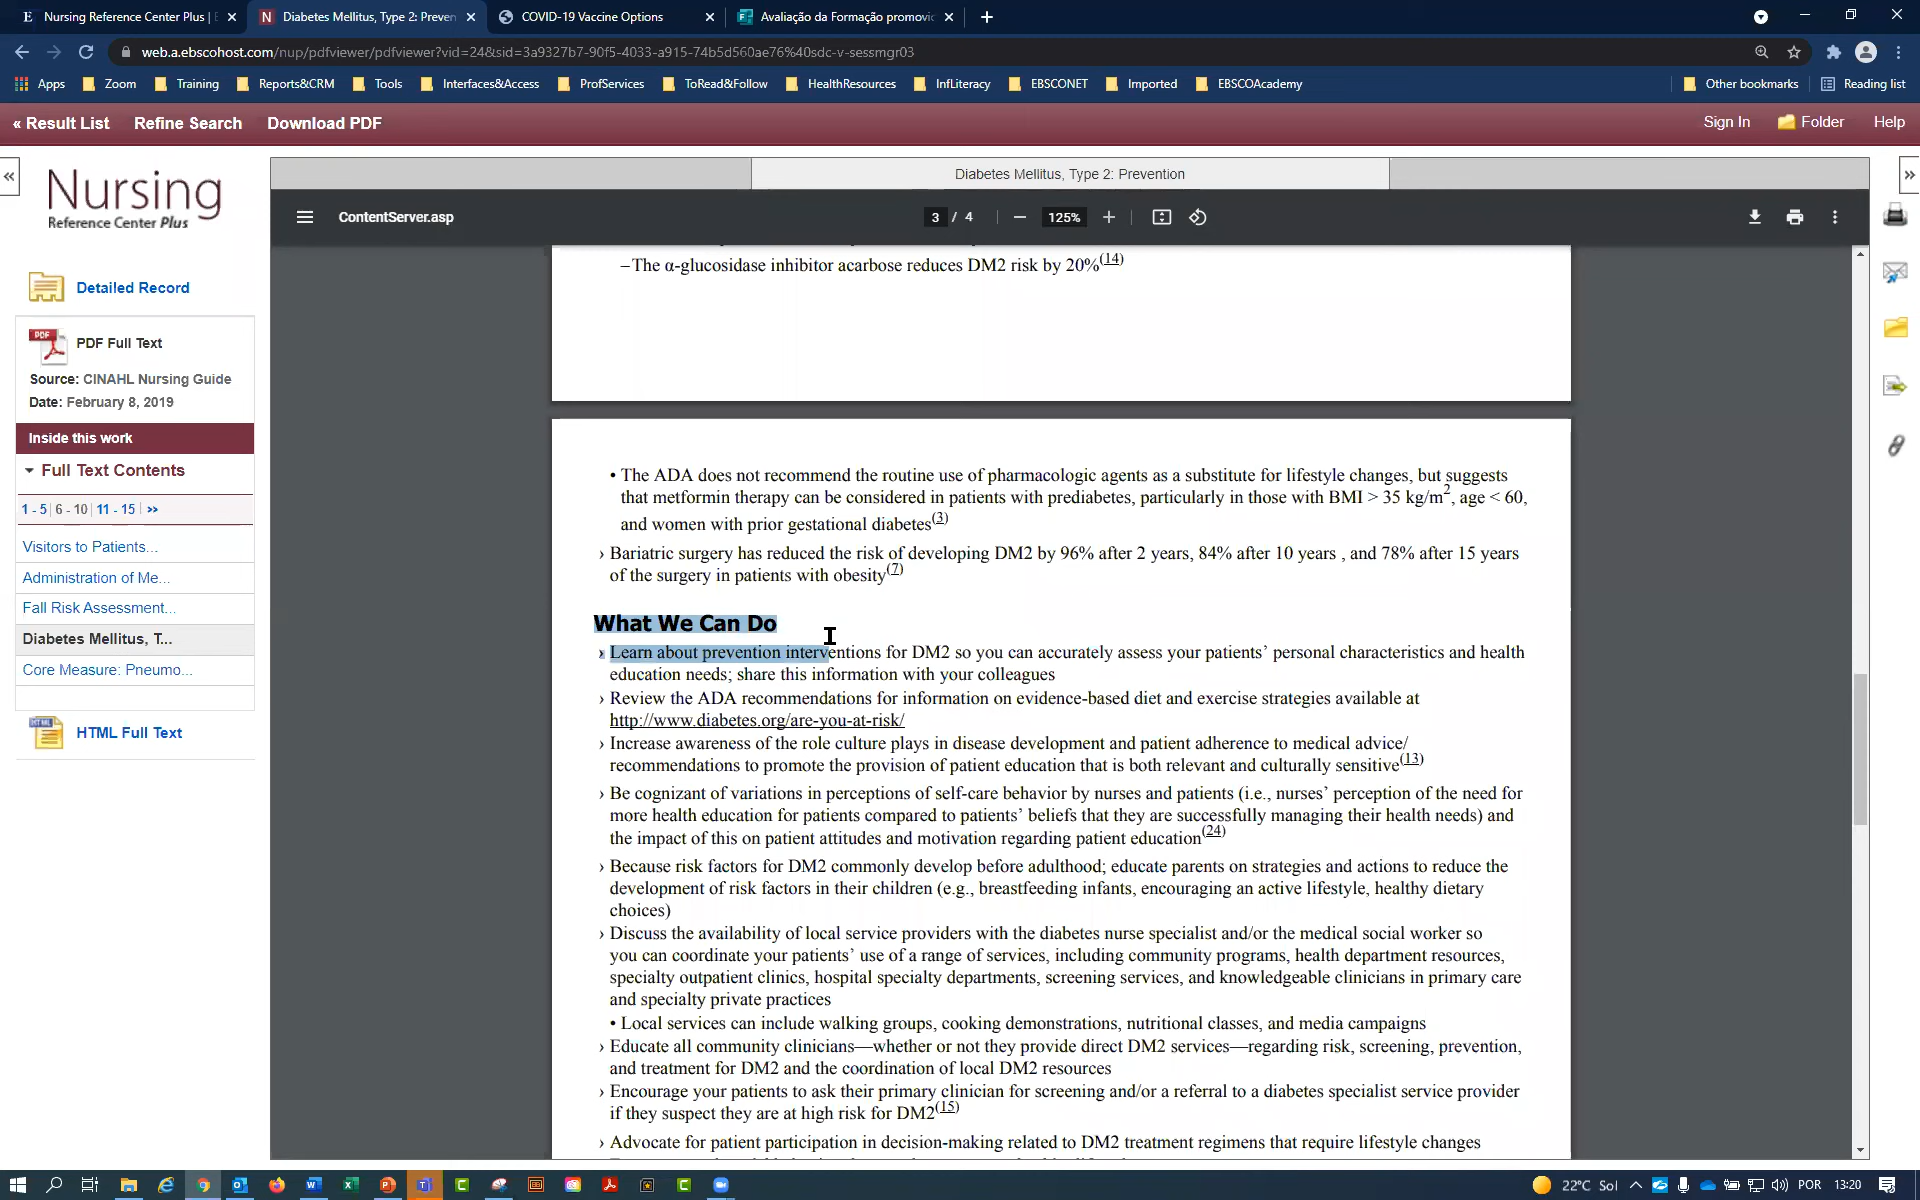 Nursing Reference Center Plus | E
Diabetes Mellitus, Type 2: Preven
COVID-19 Vaccine Options
Avaliação da Formação promovid
web.a.ebscohost.com/nup/pdfviewer/pdfviewer?vid=24&sid=3a9327b7-90f5-4033-a915-74b5d560ae76%40sdc-v-sessmgr03
Apps
Zoom
Training
Reports&CRM
Tools
Interfaces&Access
ProfServices
ToRead&Follow
HealthResources
InfLiteracy
EBSCONET
Imported
EBSCOAcademy
Other bookmarks
Reading list
« Result List
Refine Search
Download PDF
Sign In
Folder
Help
Nursing
Reference Center Plus
Detailed Record
PDF Full Text
Source: CINAHL Nursing Guide
Date: February 8, 2019
Inside this work
Full Text Contents
1 - 5 | 6 - 10 | 11 - 15 | »
Visitors to Patients...
Administration of Me...
Fall Risk Assessment...
Diabetes Mellitus, T...
Core Measure: Pneumo...
HTML Full Text
Diabetes Mellitus, Type 2: Prevention
ContentServer.asp
3 / 4
125%
–The α-glucosidase inhibitor acarbose reduces DM2 risk by 20%(14)
• The ADA does not recommend the routine use of pharmacologic agents as a substitute for lifestyle changes, but suggests
that metformin therapy can be considered in patients with prediabetes, particularly in those with BMI > 35 kg/m2, age < 60,
and women with prior gestational diabetes(3)
› Bariatric surgery has reduced the risk of developing DM2 by 96% after 2 years, 84% after 10 years , and 78% after 15 years
of the surgery in patients with obesity(7)
What We Can Do
› Learn about prevention interventions for DM2 so you can accurately assess your patients’ personal characteristics and health
education needs; share this information with your colleagues
› Review the ADA recommendations for information on evidence-based diet and exercise strategies available at
http://www.diabetes.org/are-you-at-risk/
› Increase awareness of the role culture plays in disease development and patient adherence to medical advice/
recommendations to promote the provision of patient education that is both relevant and culturally sensitive(13)
› Be cognizant of variations in perceptions of self-care behavior by nurses and patients (i.e., nurses’ perception of the need for
more health education for patients compared to patients’ beliefs that they are successfully managing their health needs) and
the impact of this on patient attitudes and motivation regarding patient education(24)
› Because risk factors for DM2 commonly develop before adulthood; educate parents on strategies and actions to reduce the
development of risk factors in their children (e.g., breastfeeding infants, encouraging an active lifestyle, healthy dietary
choices)
› Discuss the availability of local service providers with the diabetes nurse specialist and/or the medical social worker so
you can coordinate your patients’ use of a range of services, including community programs, health department resources,
specialty outpatient clinics, hospital specialty departments, screening services, and knowledgeable clinicians in primary care
and specialty private practices
• Local services can include walking groups, cooking demonstrations, nutritional classes, and media campaigns
› Educate all community clinicians—whether or not they provide direct DM2 services—regarding risk, screening, prevention,
and treatment for DM2 and the coordination of local DM2 resources
› Encourage your patients to ask their primary clinician for screening and/or a referral to a diabetes specialist service provider
if they suspect they are at high risk for DM2(15)
› Advocate for patient participation in decision-making related to DM2 treatment regimens that require lifestyle changes
22°C Sol
POR
13:20